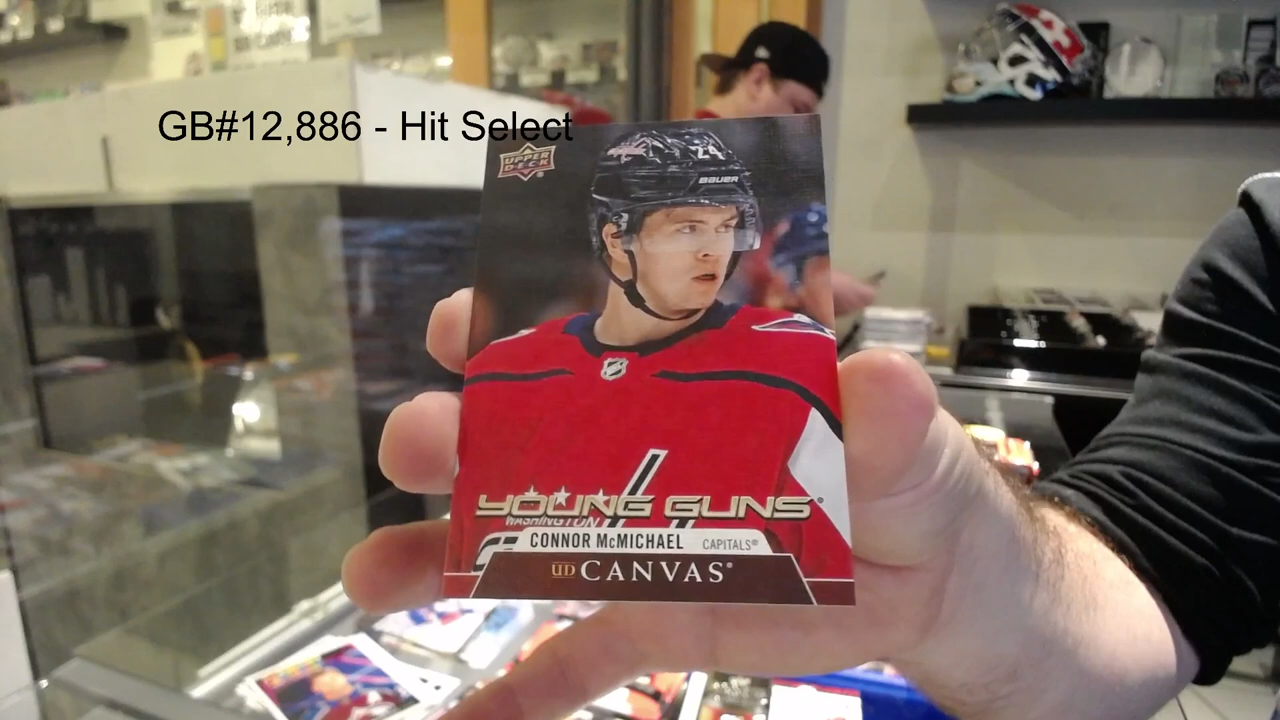 GB#12,886 - Hit Select
UPPER
DECK
24
BAUER
YOUNG GUNS
WASHINGTON
CONNOR McMICHAEL CAPITALS®
UD CANVAS®